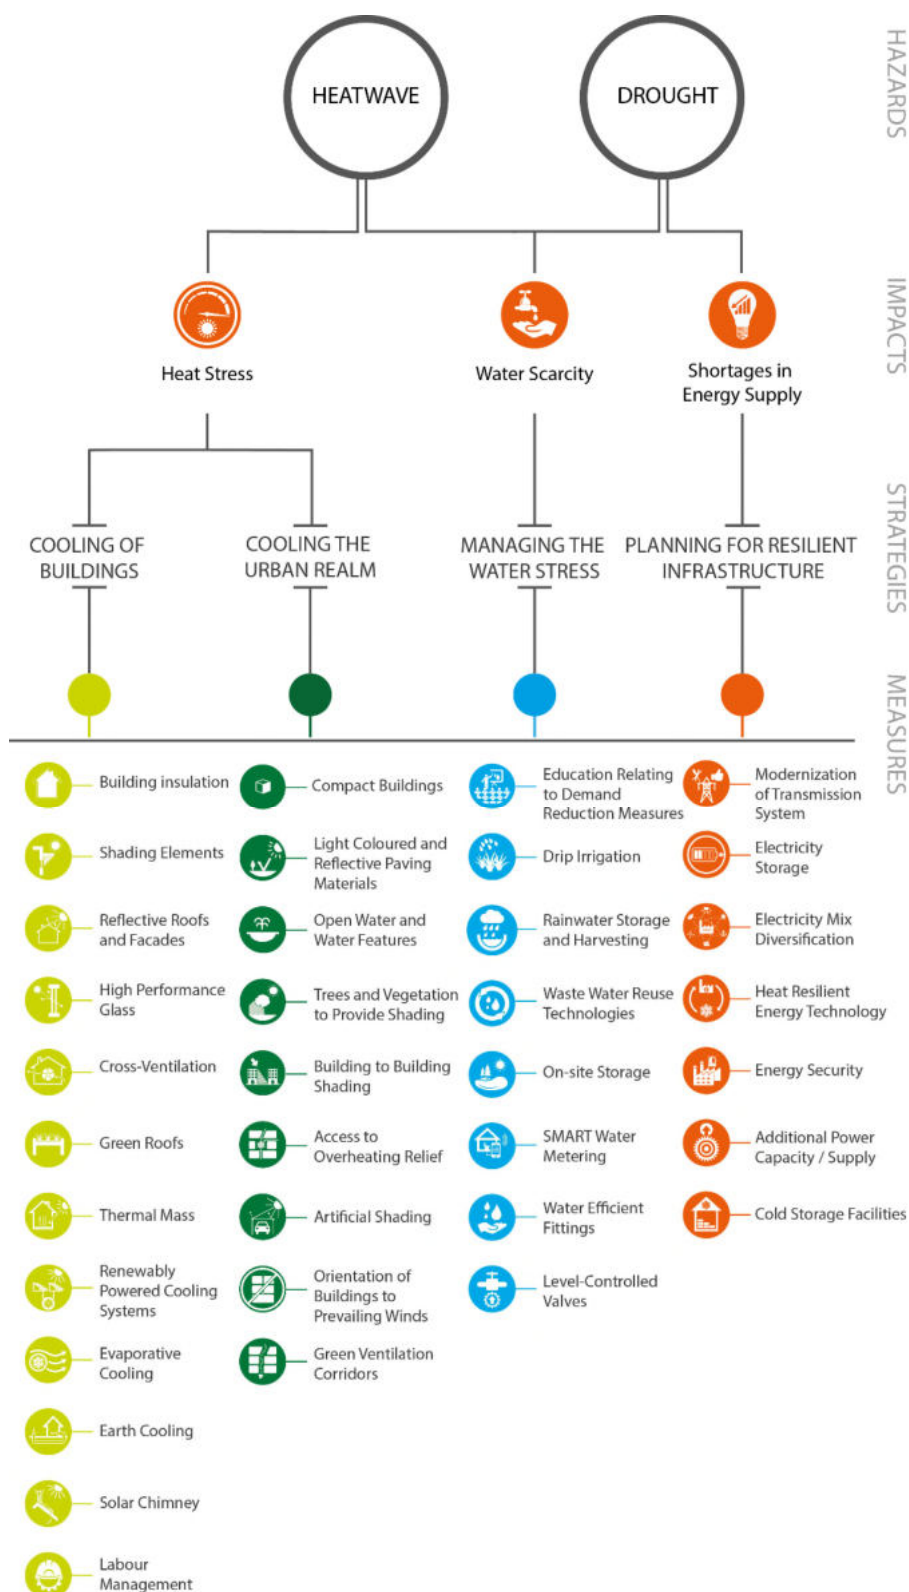 HEATWAVE
DROUGHT
HAZARDS
Heat Stress
Water Scarcity
Shortages in
Energy Supply
IMPACTS
COOLING OF
BUILDINGS
COOLING THE
URBAN REALM
MANAGING THE
WATER STRESS
PLANNING FOR RESILIENT
INFRASTRUCTURE
STRATEGIES
MEASURES
Building insulation
Shading Elements
Reflective Roofs
and Facades
High Performance
Glass
Cross-Ventilation
Green Roofs
Thermal Mass
Renewably
Powered Cooling
Systems
Evaporative
Cooling
Earth Cooling
Solar Chimney
Labour
Management
Compact Buildings
Light Coloured and
Reflective Paving
Materials
Open Water and
Water Features
Trees and Vegetation
to Provide Shading
Building to Building
Shading
Access to
Overheating Relief
Artificial Shading
Orientation of
Buildings to
Prevailing Winds
Green Ventilation
Corridors
Education Relating
to Demand
Reduction Measures
Drip Irrigation
Rainwater Storage
and Harvesting
Waste Water Reuse
Technologies
On-site Storage
SMART Water
Metering
Water Efficient
Fittings
Level-Controlled
Valves
Modernization
of Transmission
System
Electricity
Storage
Electricity Mix
Diversification
Heat Resilient
Energy Technology
Energy Security
Additional Power
Capacity / Supply
Cold Storage Facilities